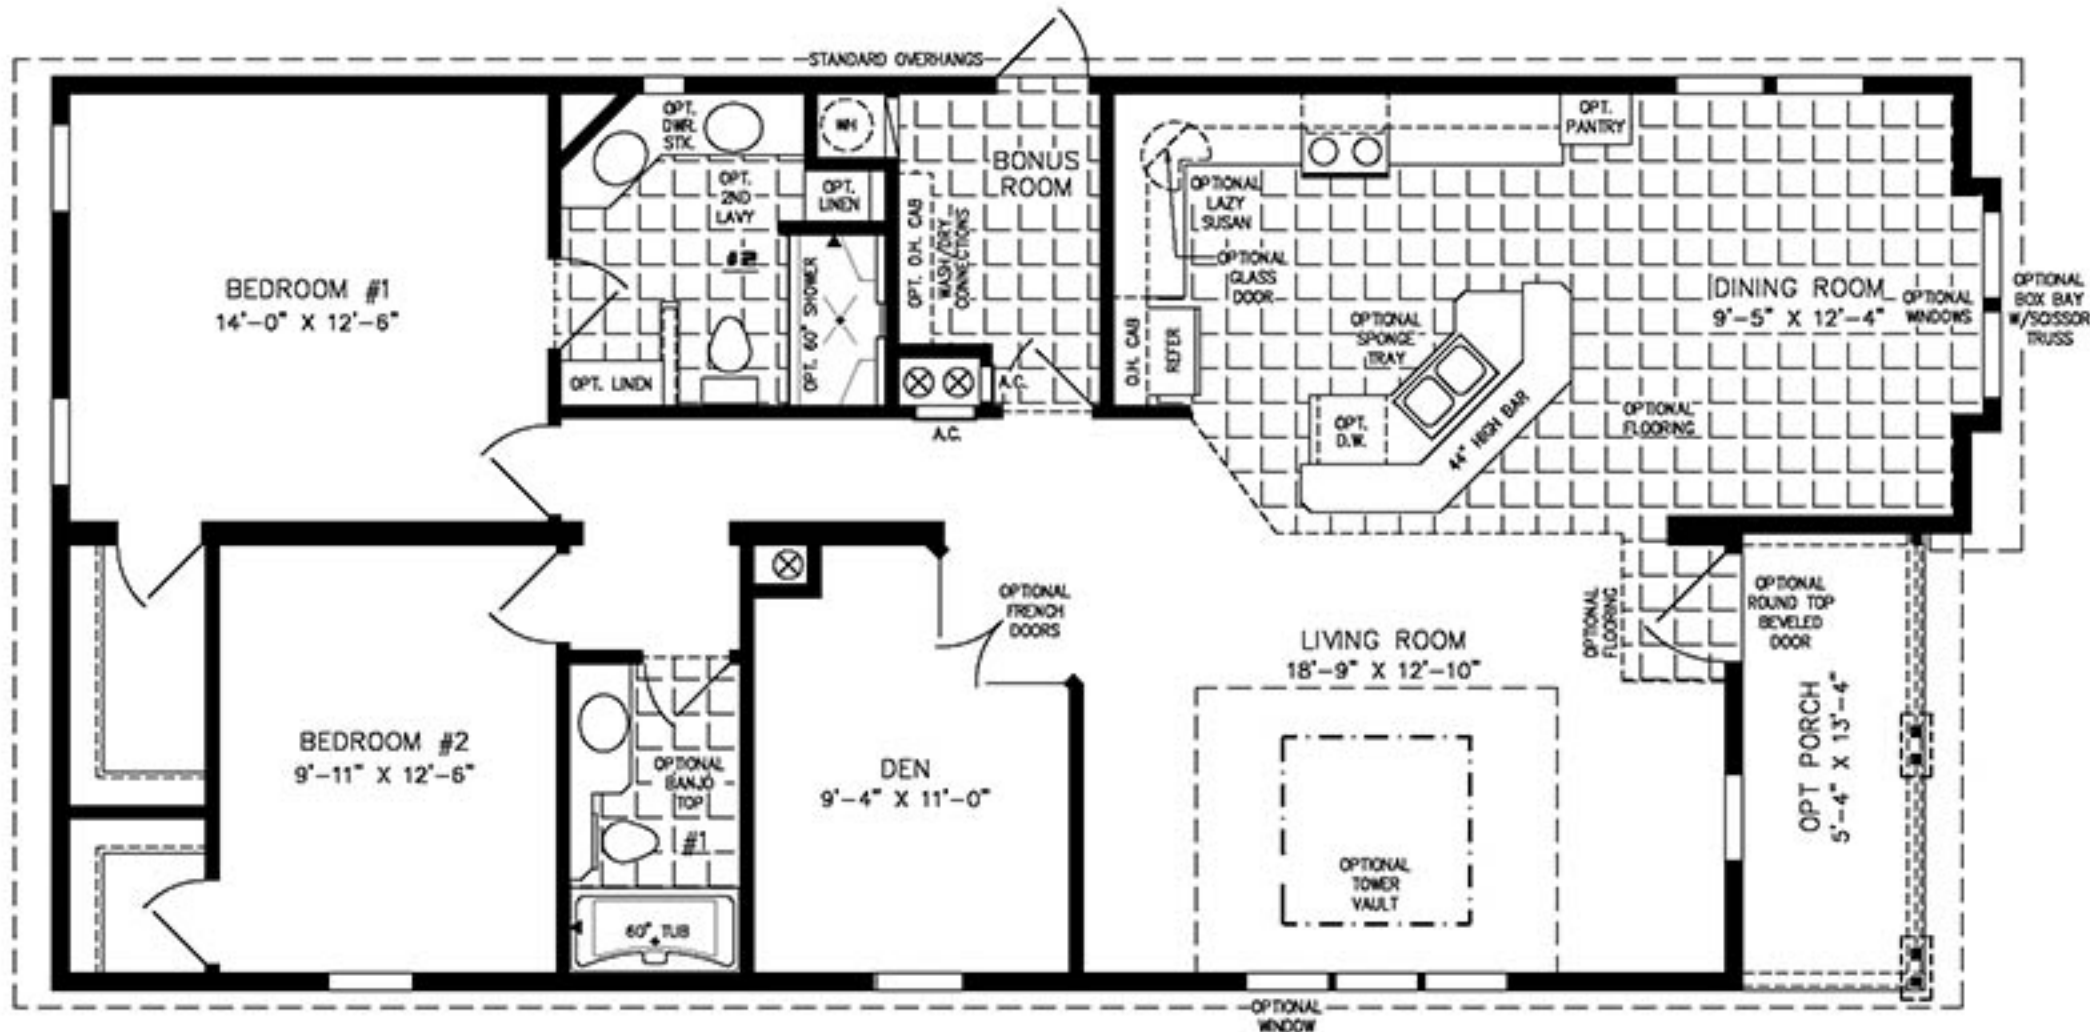 STANDARD OVERHANGS
OPT.
DWR.
STK.
WH
BONUS
ROOM
OPT.
PANTRY
OPT.
2ND
LAVY
OPT.
LINEN
#2
OPT. 60" SHOWER
OPT. O.H. CAB
WASH/DRY
CONNECTIONS
OPTIONAL
LAZY
SUSAN
OPTIONAL
GLASS
DOOR
BEDROOM #1
14'-0" X 12'-6"
OPT. LINEN
A.C.
A.C.
O.H. CAB
REFER
OPTIONAL
SPONGE
TRAY
OPT.
D.W.
44" HIGH BAR
DINING ROOM
9'-5" X 12'-4"
OPTIONAL
WINDOWS
OPTIONAL
BOX BAY
W/SCISSOR
TRUSS
OPTIONAL
FLOORING
OPTIONAL
FRENCH
DOORS
OPTIONAL
FLOORING
OPTIONAL
ROUND TOP
BEVELED
DOOR
LIVING ROOM
18'-9" X 12'-10"
OPT PORCH
5'-4" X 13'-4"
BEDROOM #2
9'-11" X 12'-6"
OPTIONAL
BANJO
TOP
#1
60" TUB
DEN
9'-4" X 11'-0"
OPTIONAL
TOWER
VAULT
OPTIONAL
WINDOW